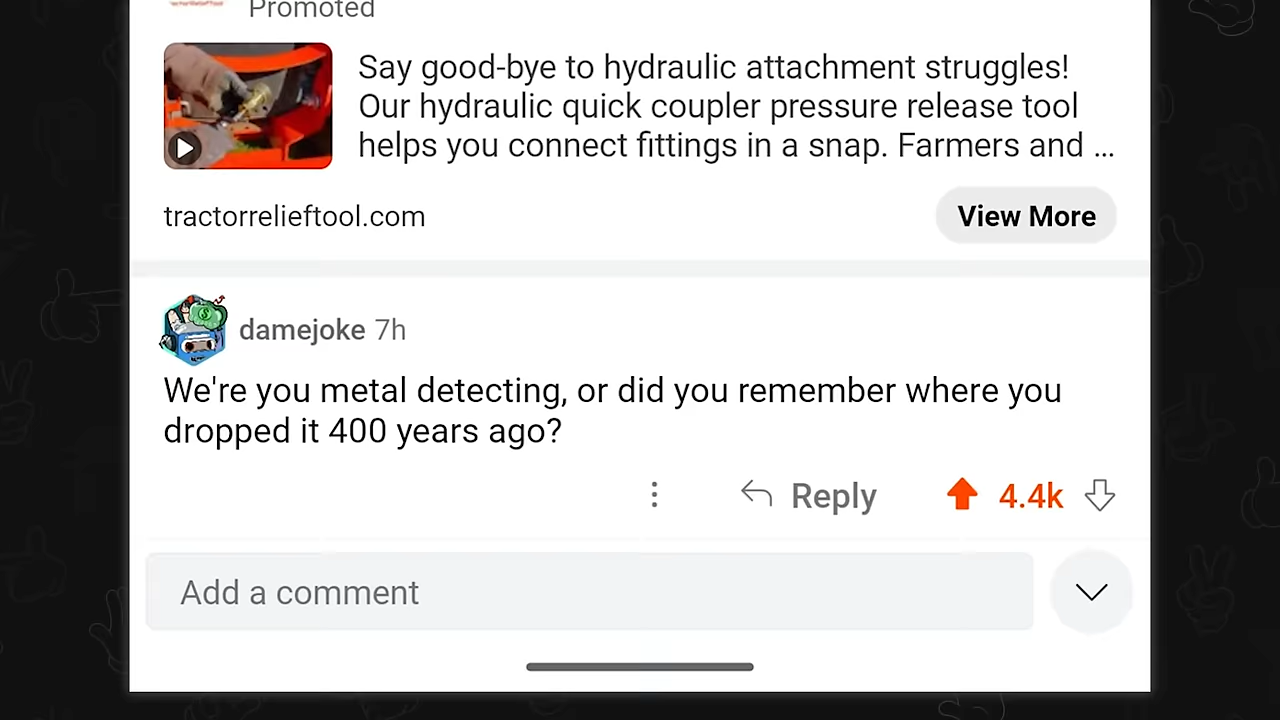 Promoted
Say good-bye to hydraulic attachment struggles!
Our hydraulic quick coupler pressure release tool
helps you connect fittings in a snap. Farmers and ...
tractorrelieftool.com
View More
damejoke 7h
We're you metal detecting, or did you remember where you
dropped it 400 years ago?
Reply
4.4k
Add a comment